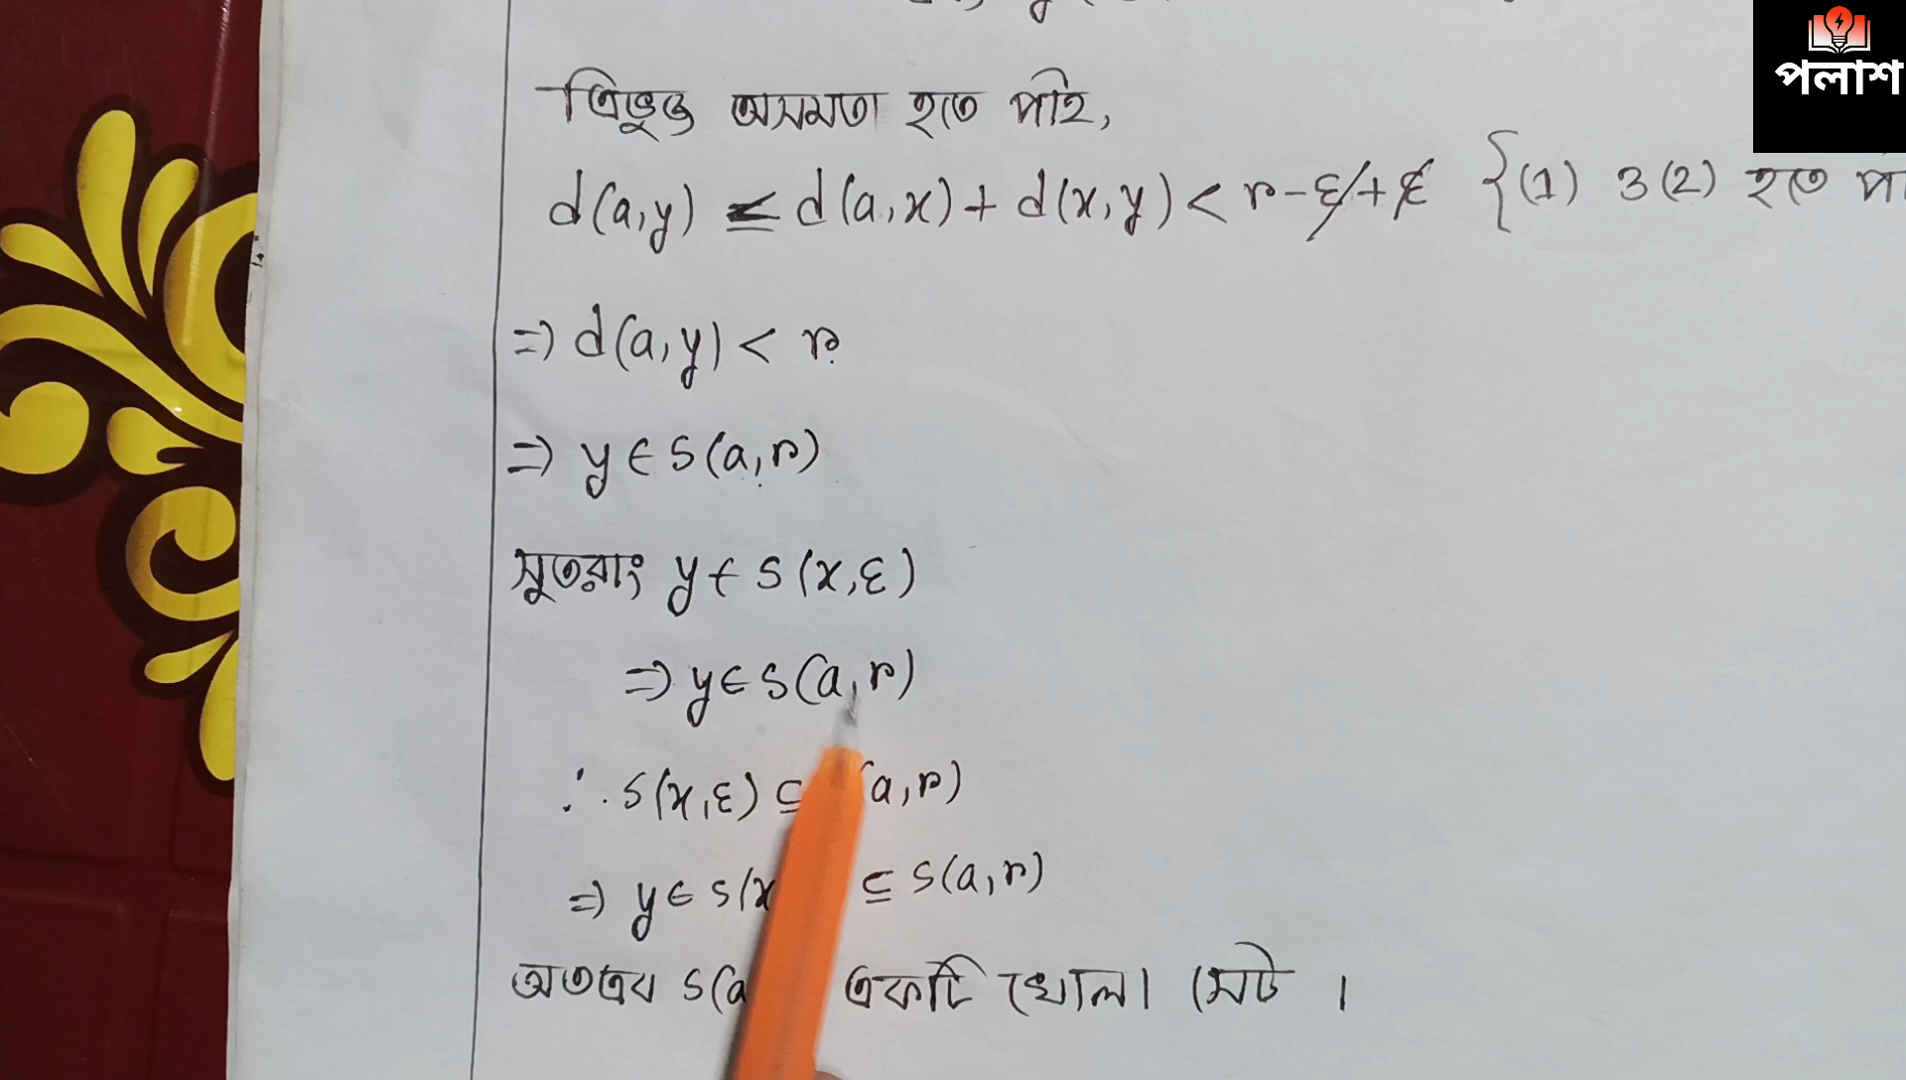 পলাশ
ত্রিভুজ অসমতা হতে পাই,
d(a,y) ≤ d(a,x) + d(x,y) < r - ε + ε {(1) ও (2) হতে
⇒ d(a,y) < r
⇒ y ∈ S(a,r)
সুতরাং y ∈ S(x,ε)
⇒ y ∈ S(a,r)
∴ S(x,ε) ⊆ (a,r)
⇒ y ∈ S(x ⊆ S(a,r)
অতএব S(a একটি খোলা সেট ।